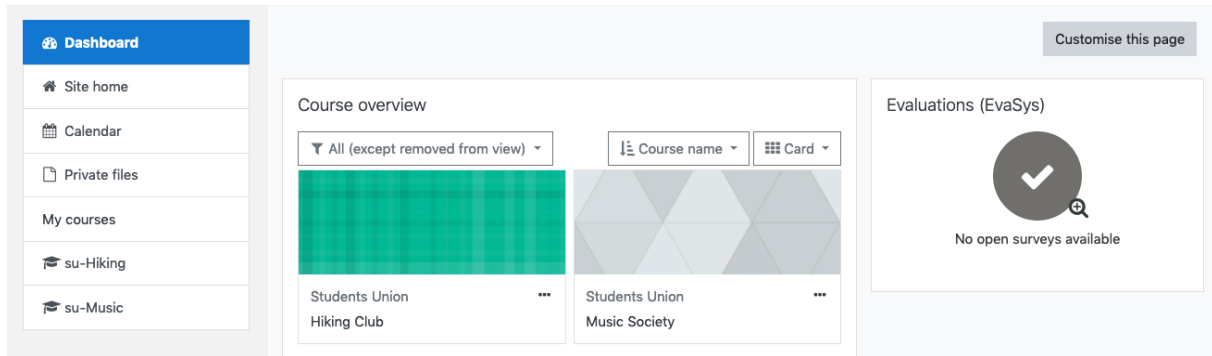 Dashboard
Site home
Calendar
Private files
My courses
su-Hiking
su-Music
Customise this page
Course overview
All (except removed from view)
Course name
Card
Students Union
Hiking Club
Students Union
Music Society
Evaluations (EvaSys)
No open surveys available